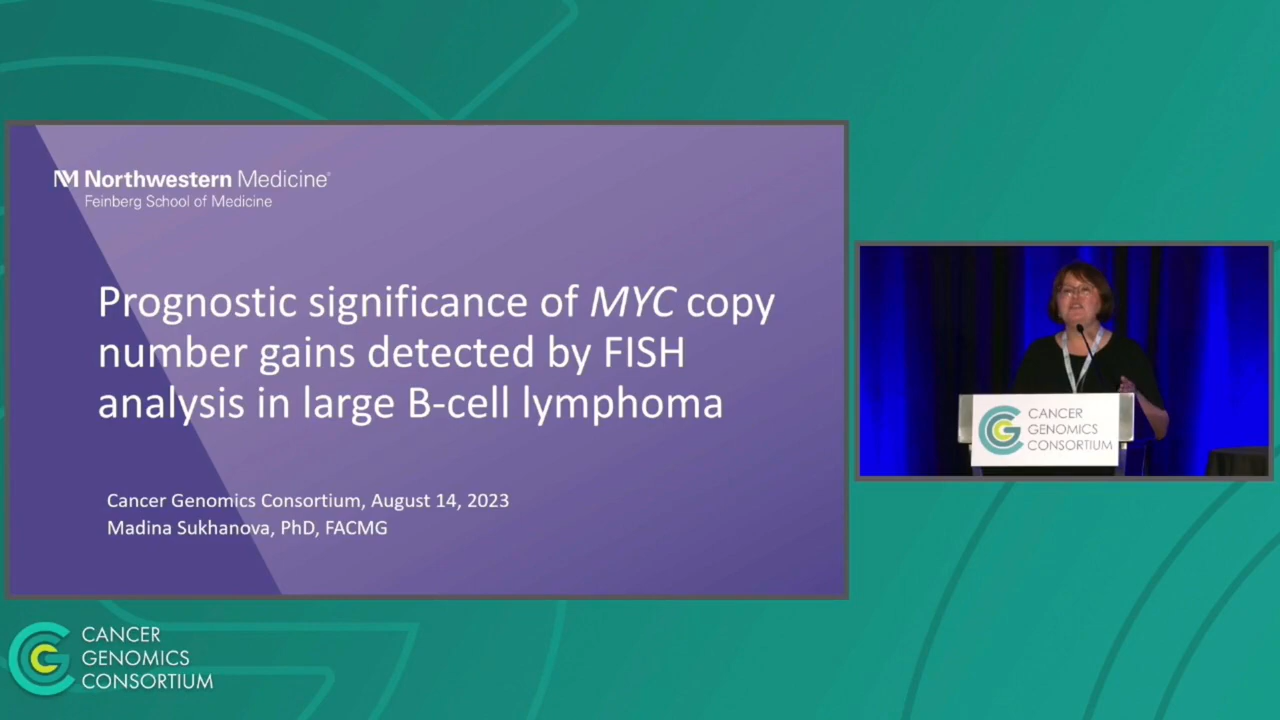 Northwestern Medicine®
Feinberg School of Medicine
Prognostic significance of MYC copy
number gains detected by FISH
analysis in large B-cell lymphoma
Cancer Genomics Consortium, August 14, 2023
Madina Sukhanova, PhD, FACMG
CANCER
GENOMICS
CONSORTIUM
CANCER
GENOMICS
CONSORTIUM